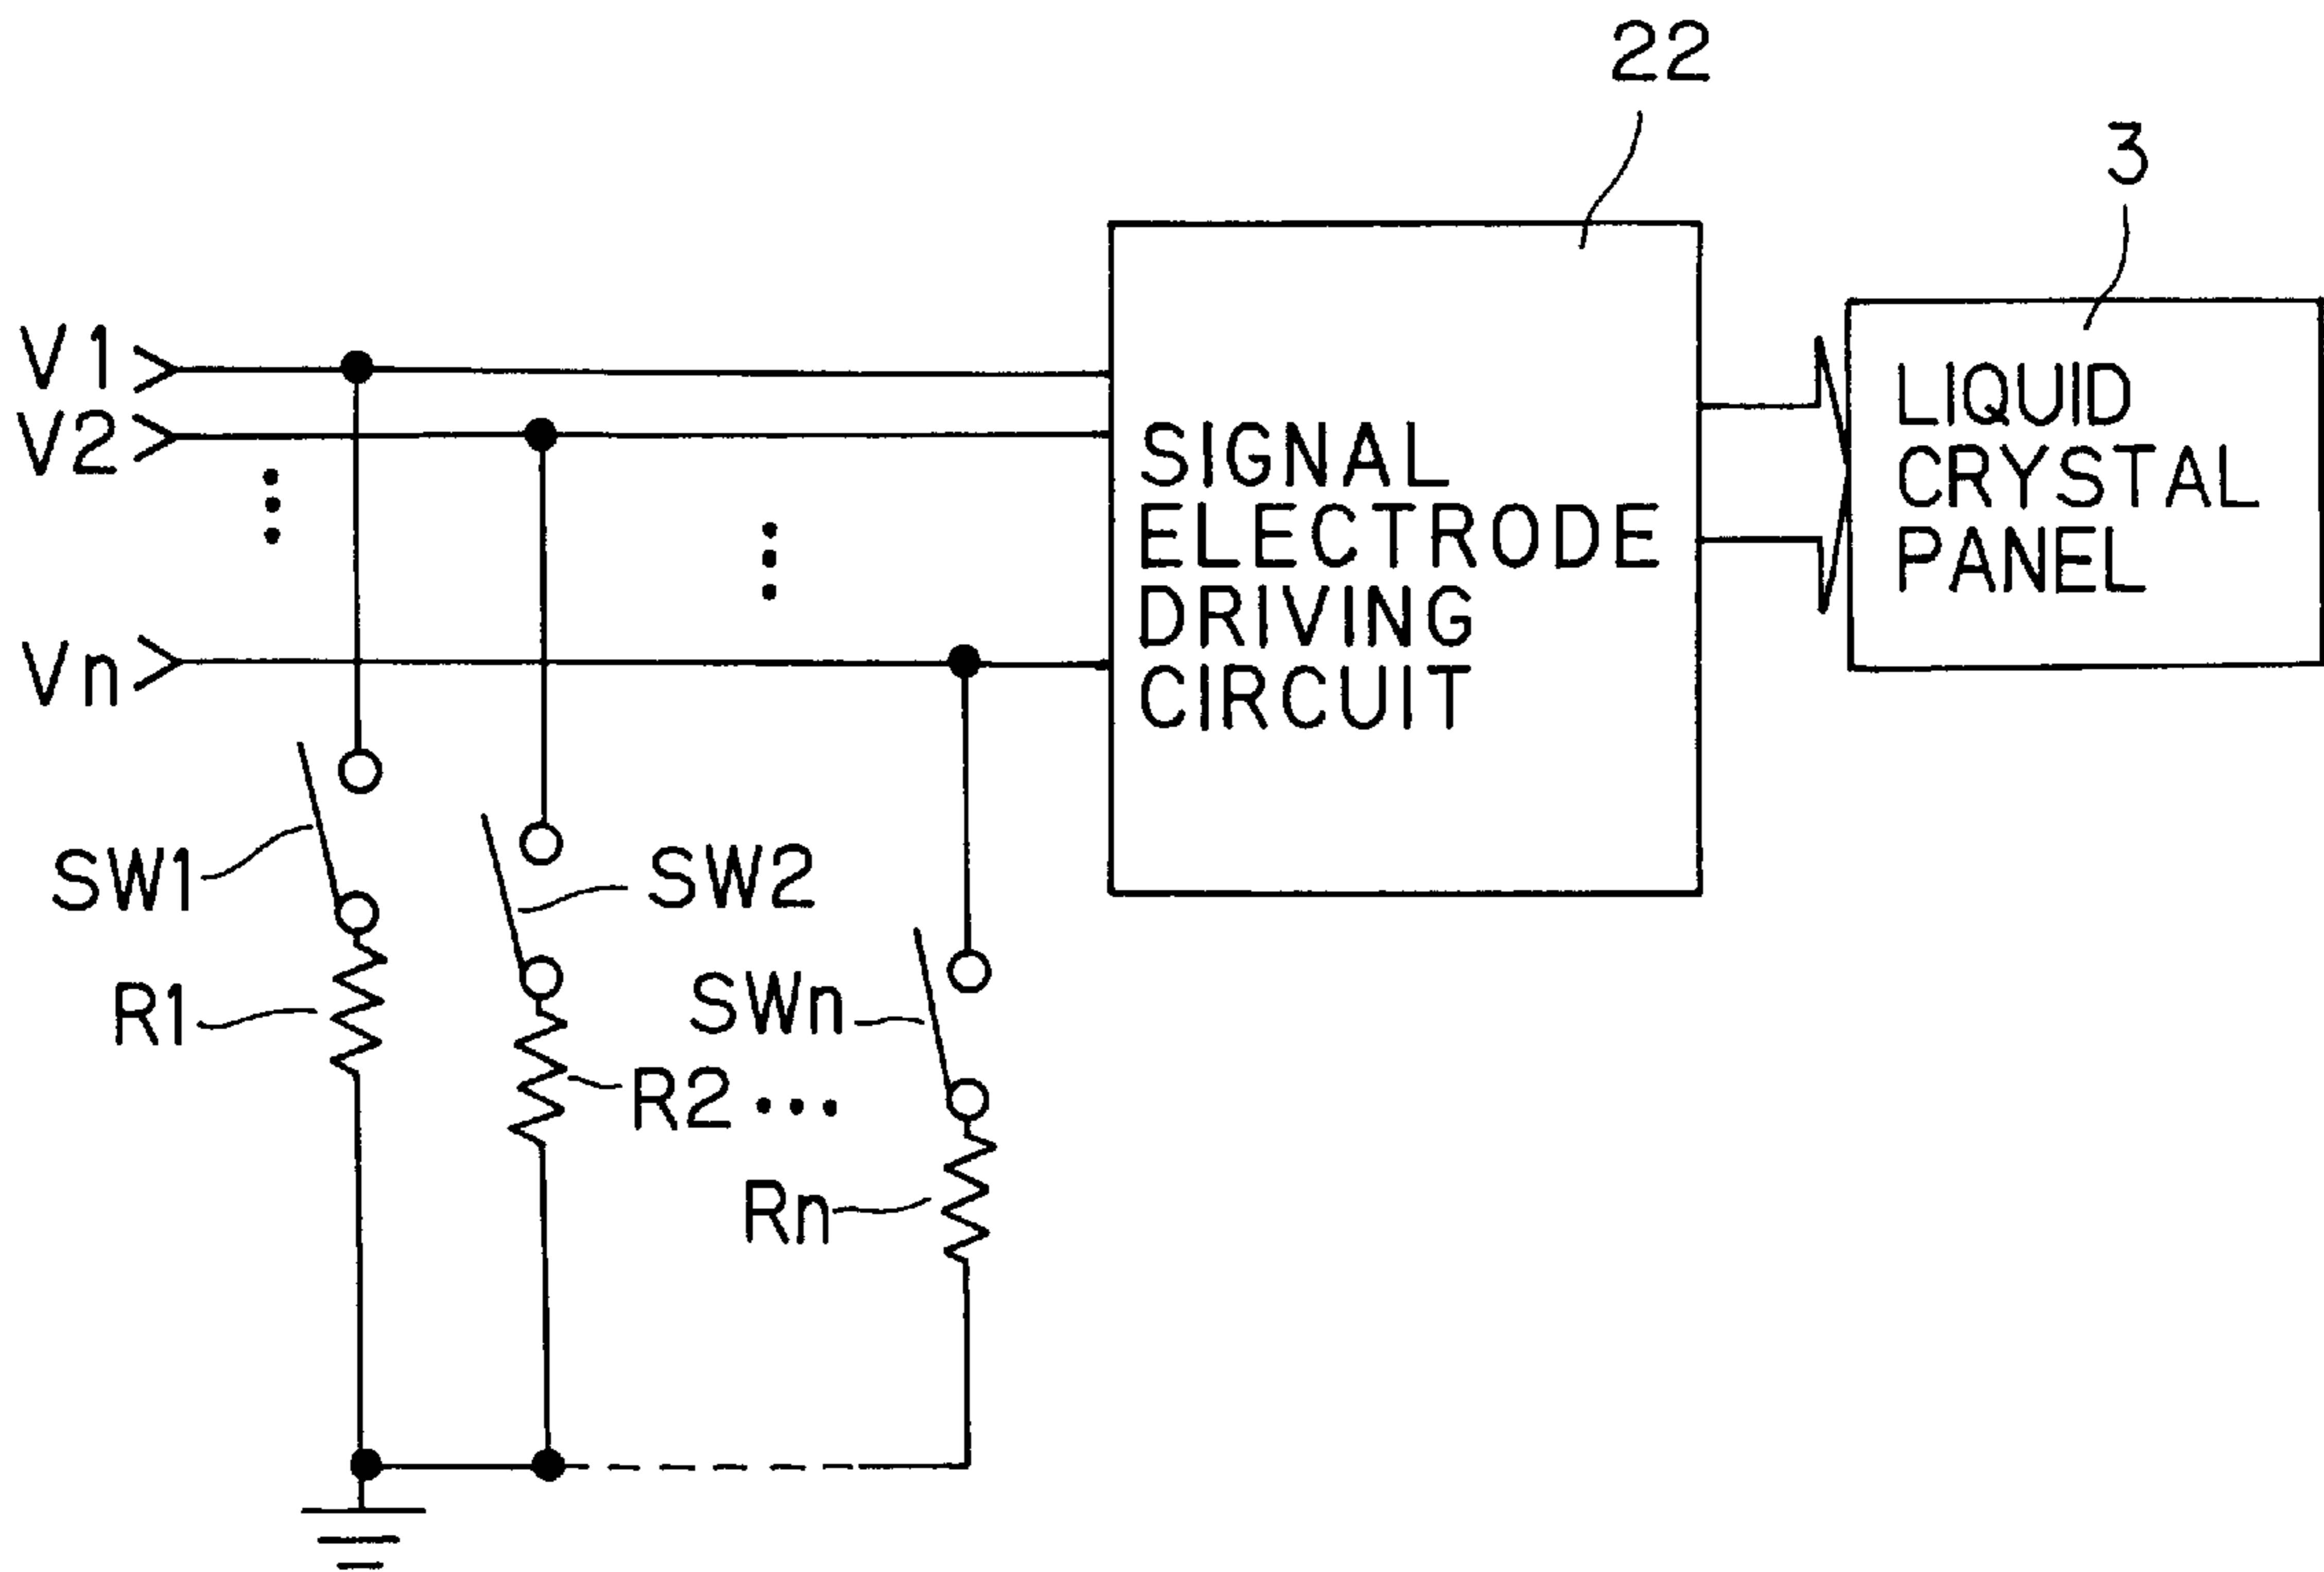 22
3
V1
V2
Vn
SIGNAL
ELECTRODE
DRIVING
CIRCUIT
LIQUID
CRYSTAL
PANEL
SW1
SW2
SWn
R1
R2 ...
Rn